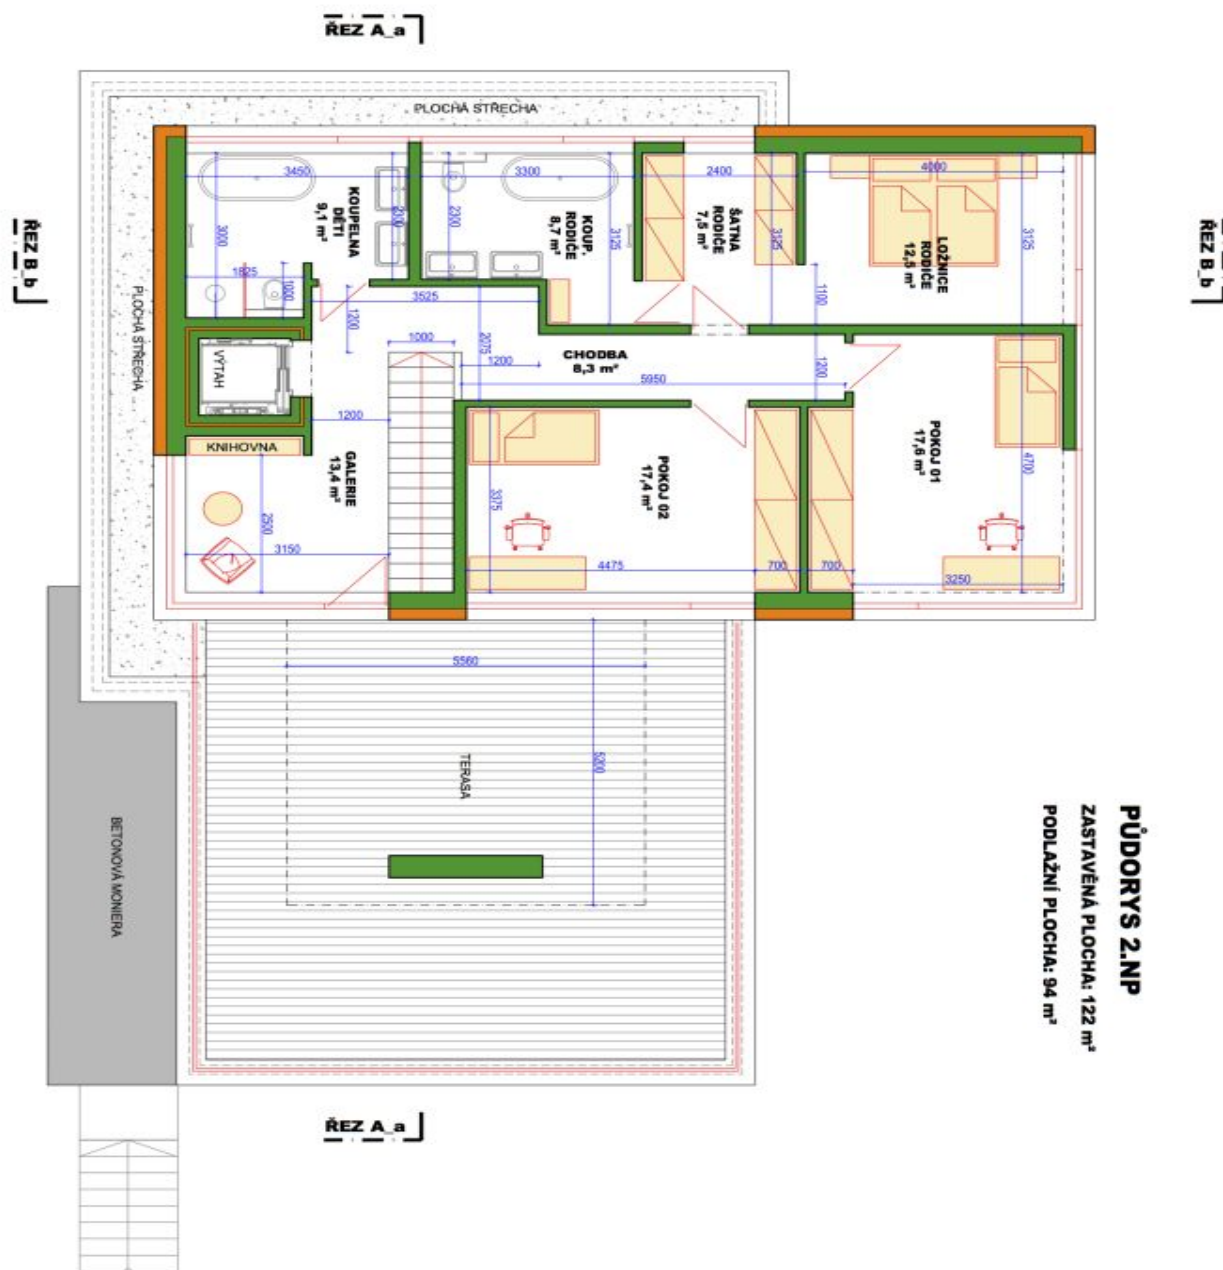 ŘEZ A_a
PLOCHÁ STŘECHA
3450
3300
2400
4000
KOUPELNA
DĚTI
9,1 m²
2300
2300
KOUP.
RODIČE
8,7 m²
3125
ŠATNA
RODIČE
7,5 m²
3125
LOŽNICE
RODIČE
12,5 m²
3125
3000
ŘEZ B_b
ŘEZ B_b
1825
1000
3525
1200
1100
PLOCHÁ STŘECHA
VÝTAH
1000
2075
1200
CHODBA
8,3 m²
5950
1200
1200
KNIHOVNA
GALERIE
13,4 m²
2500
3150
3375
POKOJ 02
17,4 m²
POKOJ 01
17,6 m²
4700
4475
700
700
3250
5560
5200
TERASA
BETONOVÁ MONIERA
PŮDORYS 2.NP
ZASTAVĚNÁ PLOCHA: 122 m²
PODLAŽNÍ PLOCHA: 94 m²
ŘEZ A_a